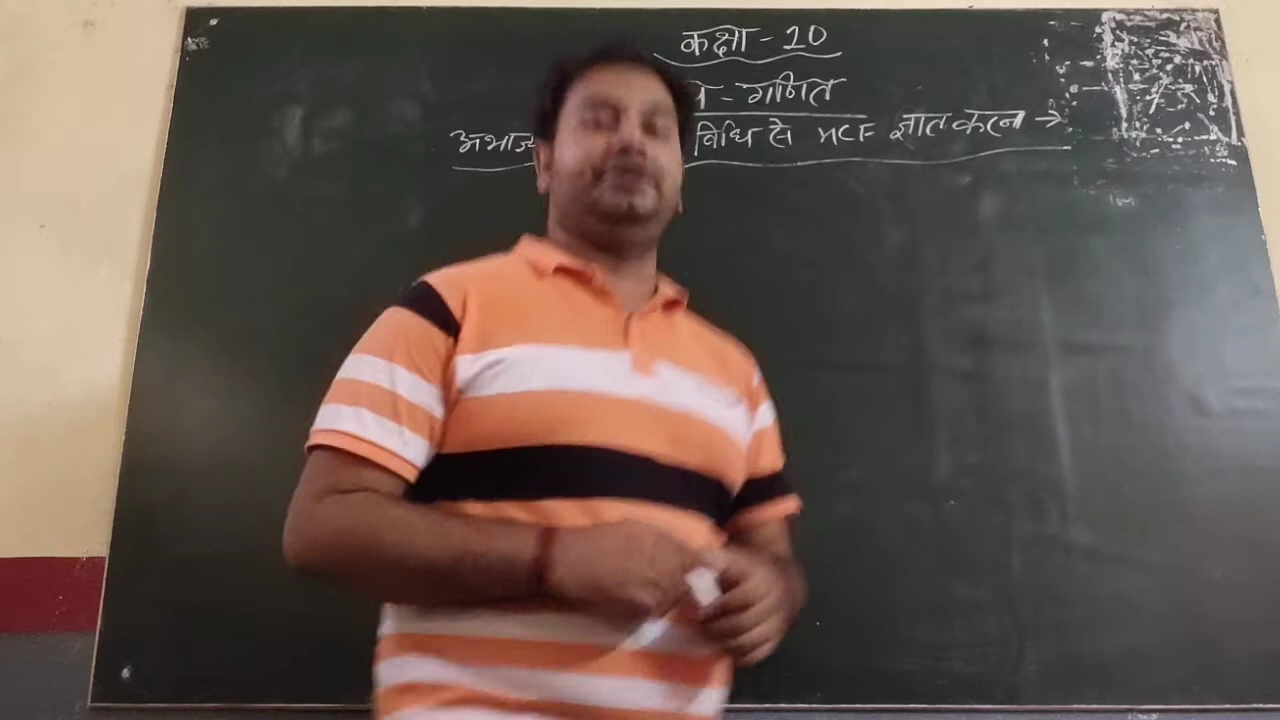 कक्षा - 10
- गणित
विधि से HCF ज्ञात करना →